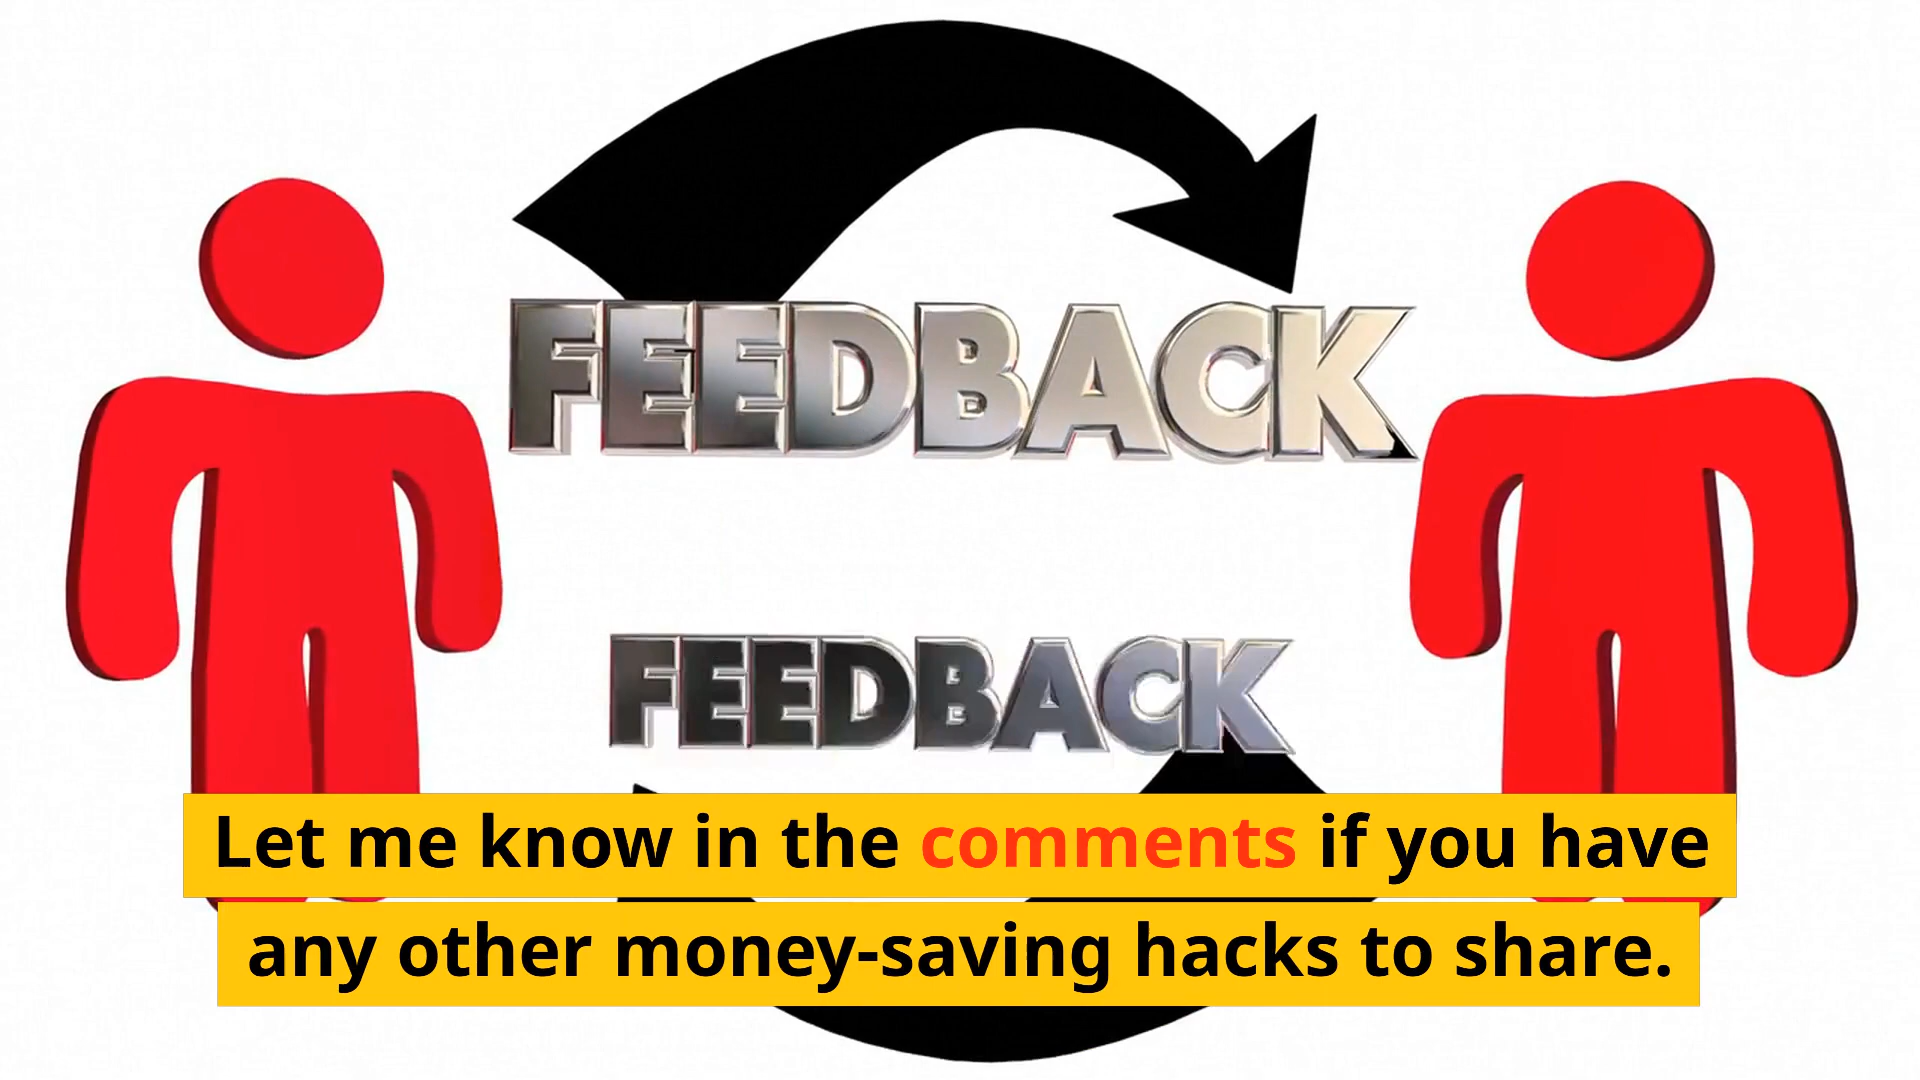 FEEDBACK
FEEDBACK
Let me know in the comments if you have
any other money-saving hacks to share.